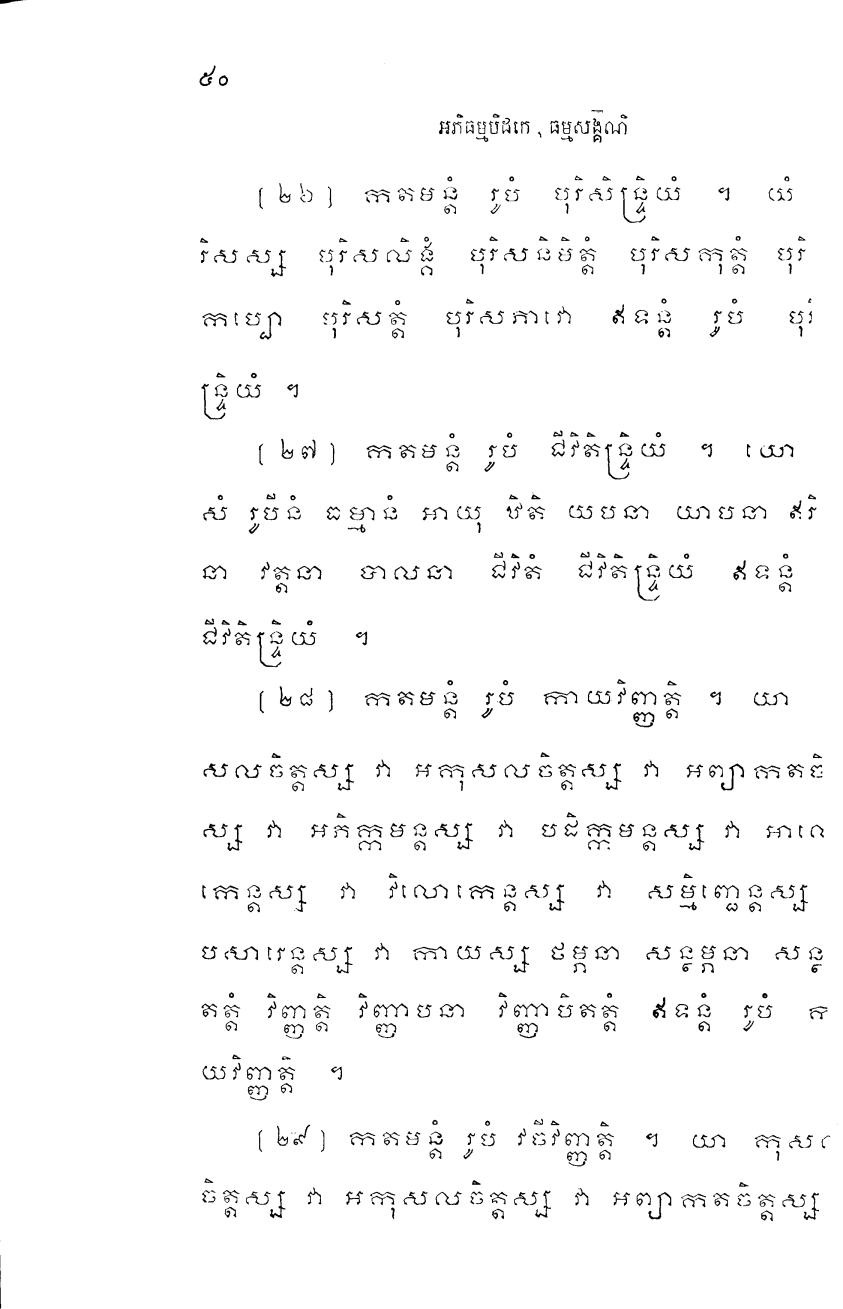 ៥០
អភិធម្មបិដកេ , ធម្មសង្គំណិ
[ ២៦ ] កតមន្តំ រូបំ បុរិសិន្ទ្រិយំ ។ យំ
រិសស្ស បុរិសលិង្គំ បុរិសនិមិត្តំ បុរិសកុត្តំ បុរិ
កប្បោ បុរិសត្តំ បុរិសភាវោ ឥទន្តំ រូបំ បុរិ
ន្ទ្រិយំ ។
[ ២៧ ] កតមន្តំ រូបំ ជីវិតិន្ទ្រិយំ ។ យោ
សំ រូបីនំ ធម្មានំ អាយុ ឋិតិ យបនា យាបនា ឥរិ
នា វត្តនា បាលនា ជីវិតំ ជីវិតិន្ទ្រិយំ ឥទន្តំ
ជីវិតិន្ទ្រិយំ ។
[ ២៨ ] កតមន្តំ រូបំ កាយវិញ្ញត្តិ ។ យា
សលចិត្តស្ស វា អកុសលចិត្តស្ស វា អព្យាកតចិ
ស្ស វា អភិក្កមន្តស្ស វា បដិក្កមន្តស្ស វា អាលោ
កេន្តស្ស វា វិលោកេន្តស្ស វា សម្មិញ្ជេន្តស្ស
បសារេន្តស្ស វា កាយស្ស ថម្ភនា សន្ថម្ភនា សន្ថ
តត្តំ វិញ្ញត្តិ វិញ្ញាបនា វិញ្ញាបិតត្តំ ឥទន្តំ រូបំ ក
យវិញ្ញត្តិ ។
[ ២៩ ] កតមន្តំ រូបំ វចីវិញ្ញត្តិ ។ យា កុសល
ចិត្តស្ស វា អកុសលចិត្តស្ស វា អព្យាកតចិត្តស្ស